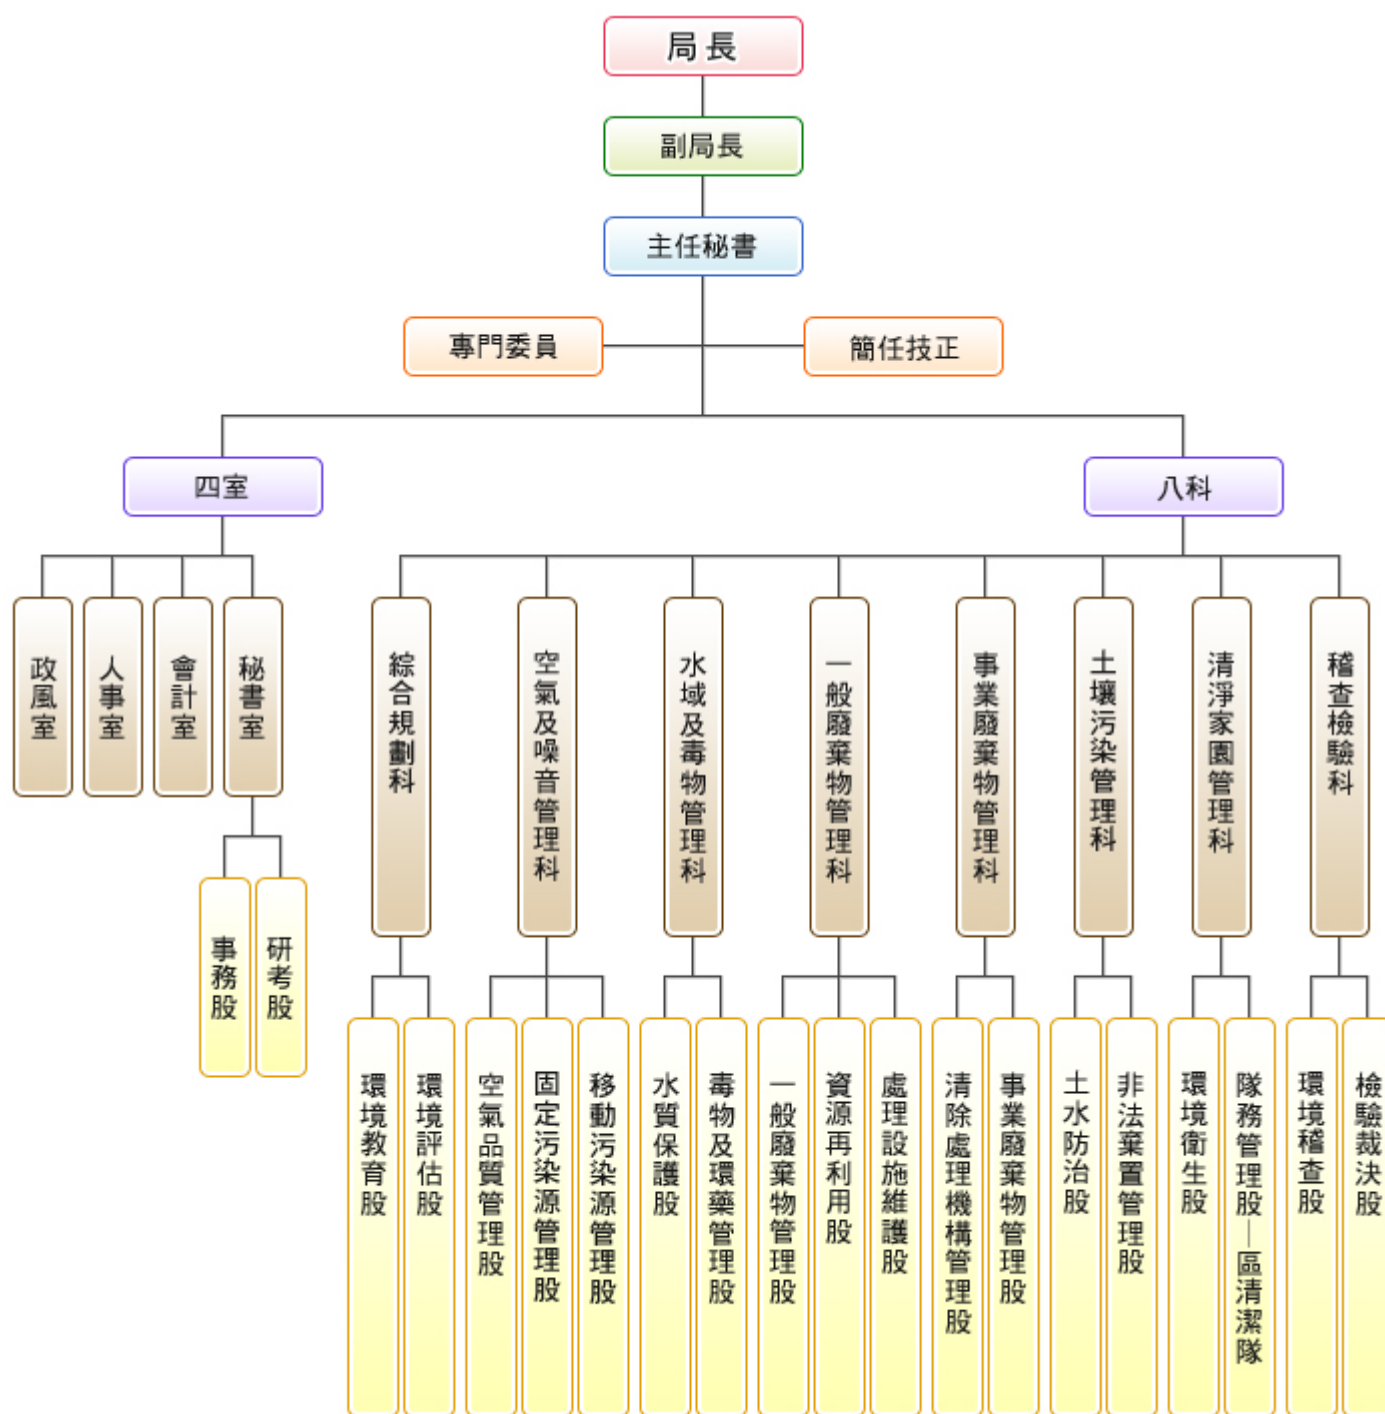 局長
副局長
主任秘書
專門委員
簡任技正
四室
八科
政風室
人事室
會計室
秘書室
綜合規劃科
空氣及噪音管理科
水域及毒物管理科
一般廢棄物管理科
事業廢棄物管理科
土壤污染管理科
清淨家園管理科
稽查檢驗科
事務股
研考股
環境教育股
環境評估股
空氣品質管理股
固定污染源管理股
移動污染源管理股
水質保護股
毒物及環藥管理股
一般廢棄物管理股
資源再利用股
處理設施維護股
清除處理機構管理股
事業廢棄物管理股
土水防治股
非法棄置管理股
環境衛生股
隊務管理股—區清潔隊
環境稽查股
檢驗裁決股